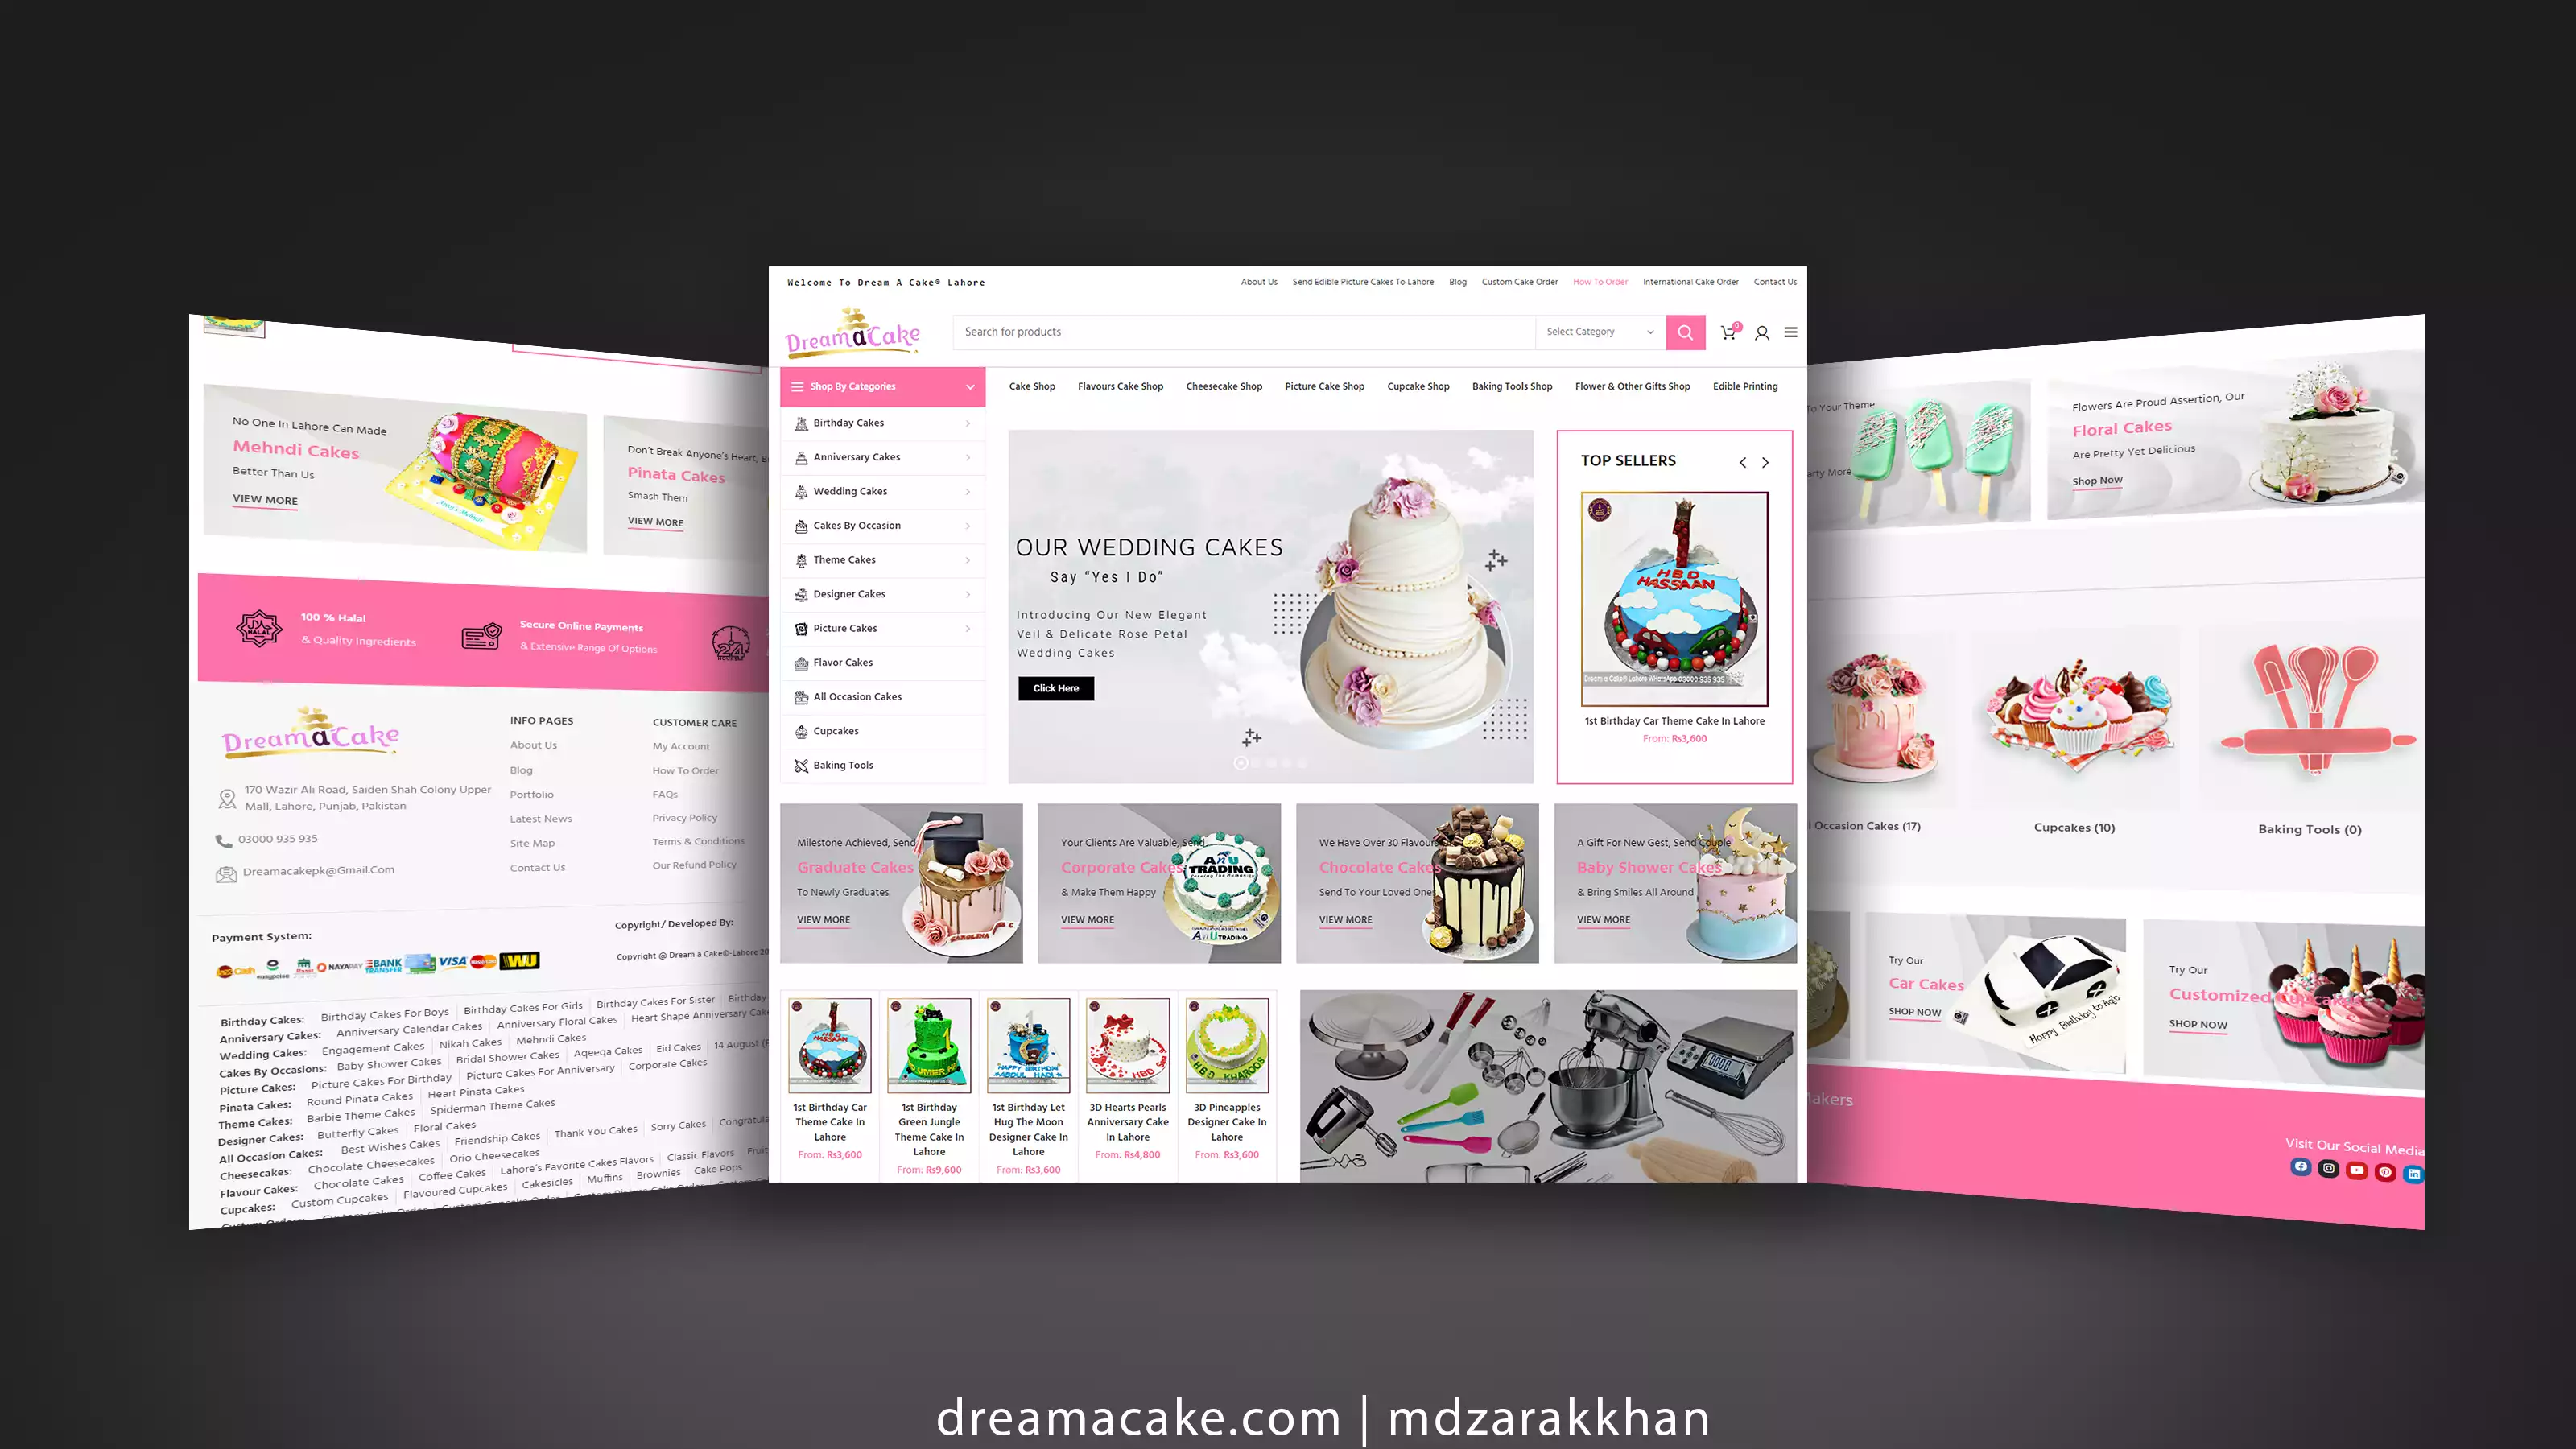 Welcome To Dream A Cake® Lahore
About Us
Send Edible Picture Cakes To Lahore
Blog
Custom Cake Order
How To Order
International Cake Order
Contact Us
Dream a Cake
Search for products
Select Category
0
Shop By Categories
Cake Shop
Flavours Cake Shop
Cheesecake Shop
Picture Cake Shop
Cupcake Shop
Baking Tools Shop
Flower & Other Gifts Shop
Edible Printing
Birthday Cakes
Anniversary Cakes
Wedding Cakes
Cakes By Occasion
Theme Cakes
Designer Cakes
Picture Cakes
Flavor Cakes
All Occasion Cakes
Cupcakes
Baking Tools
OUR WEDDING CAKES
Say “Yes I Do”
Introducing Our New Elegant
Veil & Delicate Rose Petal
Wedding Cakes
Click Here
TOP SELLERS
HBD
HASSAAN
Dream a Cake® Lahore WhatsApp 03000 935 935
1st Birthday Car Theme Cake In Lahore
From: ₨3,600
Milestone Achieved, Send
Graduate Cakes
To Newly Graduates
VIEW MORE
Your Clients Are Valuable, Send
Corporate Cakes
& Make Them Happy
VIEW MORE
AnU
TRADING
We Have Over 30 Flavours
Chocolate Cakes
Send To Your Loved Ones
VIEW MORE
A Gift For New Gest, Send Couple
Baby Shower Cakes
& Bring Smiles All Around
VIEW MORE
1st Birthday Car
Theme Cake In
Lahore
From: ₨3,600
1st Birthday
Green Jungle
Theme Cake In
Lahore
From: ₨9,600
1st Birthday Let
Hug The Moon
Designer Cake In
Lahore
From: ₨3,600
3D Hearts Pearls
Anniversary Cake
In Lahore
From: ₨4,800
3D Pineapples
Designer Cake In
Lahore
From: ₨3,600
No One In Lahore Can Made
Mehndi Cakes
Better Than Us
VIEW MORE
Don't Break Anyone's Heart,
Pinata Cakes
Smash Them
VIEW MORE
100 % Halal
& Quality Ingredients
Secure Online Payments
& Extensive Range Of Options
24
Dream a Cake
170 Wazir Ali Road, Saiden Shah Colony Upper
Mall, Lahore, Punjab, Pakistan
03000 935 935
Dreamacakepk@Gmail.Com
INFO PAGES
About Us
Blog
Portfolio
Latest News
Site Map
Contact Us
CUSTOMER CARE
My Account
How To Order
FAQs
Privacy Policy
Terms & Conditions
Our Refund Policy
Payment System:
NAYAPAY
BANK
TRANSFER
VISA
WU
Copyright/ Developed By:
Copyright @ Dream a Cake©-Lahore 20
Birthday Cakes: Birthday Cakes For Boys Birthday Cakes For Girls Birthday Cakes For Sister Birthday
Anniversary Cakes: Anniversary Calendar Cakes Anniversary Floral Cakes Heart Shape Anniversary Cake
Wedding Cakes: Engagement Cakes Nikah Cakes Mehndi Cakes
Cakes By Occasions: Baby Shower Cakes Bridal Shower Cakes Aqeeqa Cakes Eid Cakes 14 August
Picture Cakes: Picture Cakes For Birthday Picture Cakes For Anniversary Corporate Cakes
Pinata Cakes: Round Pinata Cakes Heart Pinata Cakes
Theme Cakes: Barbie Theme Cakes Spiderman Theme Cakes
Designer Cakes: Butterfly Cakes Floral Cakes
All Occasion Cakes: Best Wishes Cakes Friendship Cakes Thank You Cakes Sorry Cakes
Cheesecakes: Chocolate Cheesecakes Orio Cheesecakes
Flavour Cakes: Chocolate Cakes Coffee Cakes Lahore's Favorite Cakes Flavors Classic Flavors
Cupcakes: Custom Cupcakes Flavoured Cupcakes Cakesicles Muffins Brownies Cake Pops
To Your Theme
arty More
Flowers Are Proud Assertion, Our
Floral Cakes
Are Pretty Yet Delicious
Shop Now
l Occasion Cakes (17)
Cupcakes (10)
Baking Tools (0)
Try Our
Car Cakes
SHOP NOW
Try Our
Customized Cupcakes
SHOP NOW
Makers
Visit Our Social Media
dreamacake.com | mdzarakkhan